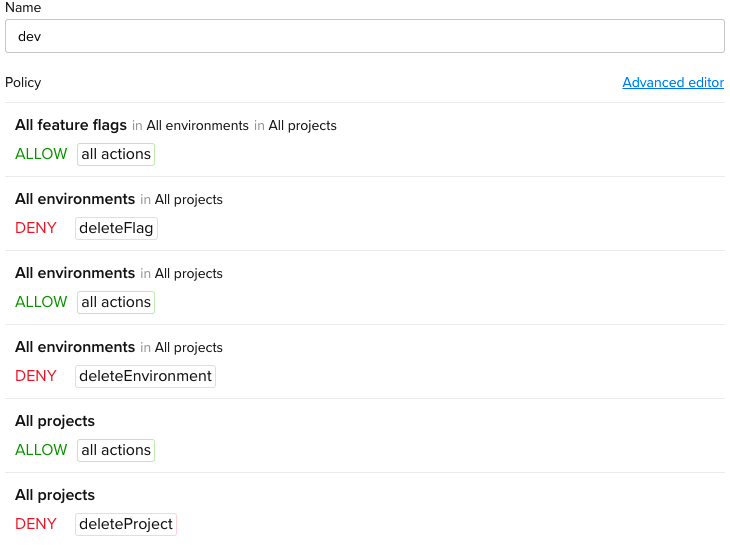 Name
dev
Policy Advanced editor
All feature flags in All environments in All projects
ALLOW all actions
All environments in All projects
DENY deleteFlag
All environments in All projects
ALLOW all actions
All environments in All projects
DENY deleteEnvironment
All projects
ALLOW all actions
All projects
DENY deleteProject